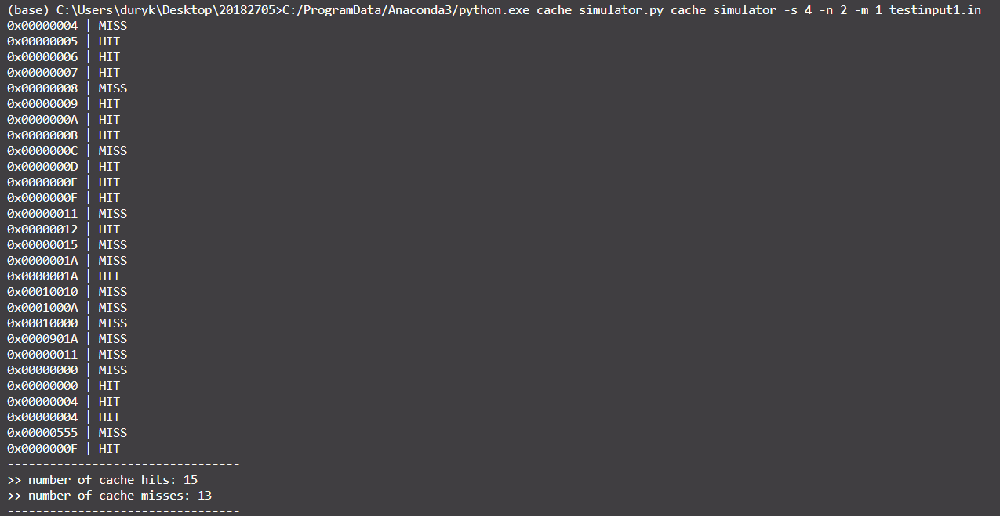 (base) C:\Users\duryk\Desktop\20182705>C:/ProgramData/Anaconda3/python.exe cache_simulator.py cache_simulator -s 4 -n 2 -m 1 testinput1.in
0x00000004 | MISS
0x00000005 | HIT
0x00000006 | HIT
0x00000007 | HIT
0x00000008 | MISS
0x00000009 | HIT
0x0000000A | HIT
0x0000000B | HIT
0x0000000C | MISS
0x0000000D | HIT
0x0000000E | HIT
0x0000000F | HIT
0x00000011 | MISS
0x00000012 | HIT
0x00000015 | MISS
0x0000001A | MISS
0x0000001A | HIT
0x00010010 | MISS
0x0001000A | MISS
0x00010000 | MISS
0x0000901A | MISS
0x00000011 | MISS
0x00000000 | MISS
0x00000000 | HIT
0x00000004 | HIT
0x00000004 | HIT
0x00000555 | MISS
0x0000000F | HIT
---------------------------------
>> number of cache hits: 15
>> number of cache misses: 13
---------------------------------